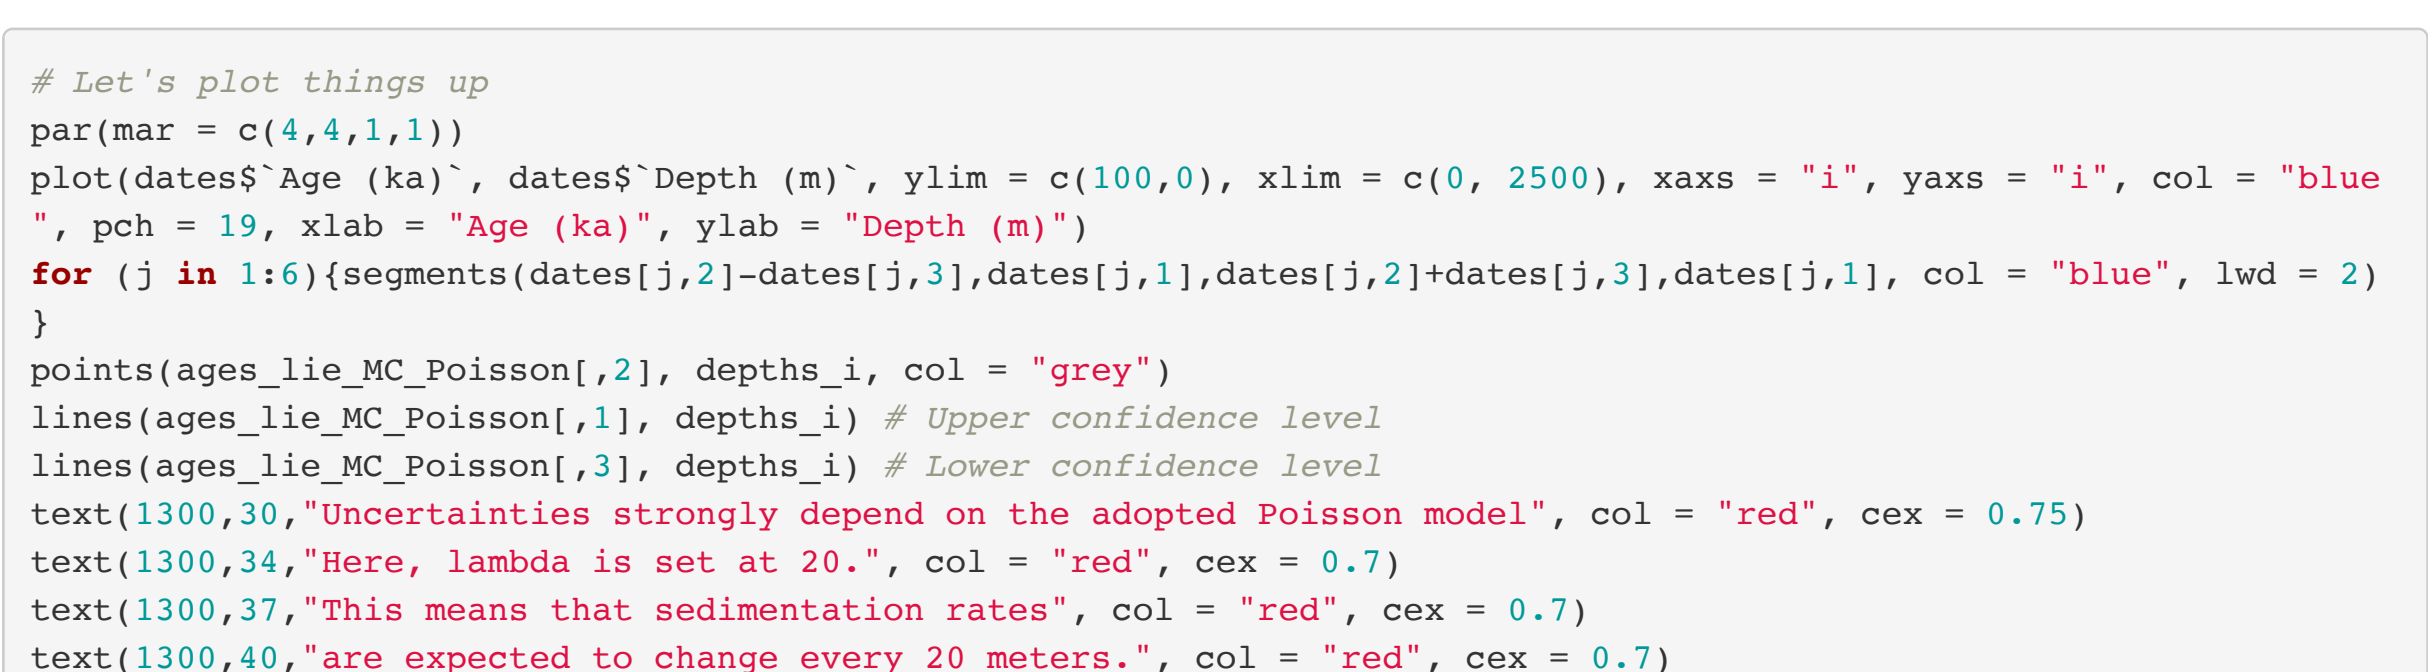 # Let's plot things up
par(mar = c(4,4,1,1))
plot(dates$`Age (ka)`, dates$`Depth (m)`, ylim = c(100,0), xlim = c(0, 2500), xaxs = "i", yaxs = "i", col = "blue
", pch = 19, xlab = "Age (ka)", ylab = "Depth (m)")
for (j in 1:6){segments(dates[j,2]-dates[j,3],dates[j,1],dates[j,2]+dates[j,3],dates[j,1], col = "blue", lwd = 2)
}
points(ages_lie_MC_Poisson[,2], depths_i, col = "grey")
lines(ages_lie_MC_Poisson[,1], depths_i) # Upper confidence level
lines(ages_lie_MC_Poisson[,3], depths_i) # Lower confidence level
text(1300,30,"Uncertainties strongly depend on the adopted Poisson model", col = "red", cex = 0.75)
text(1300,34,"Here, lambda is set at 20.", col = "red", cex = 0.7)
text(1300,37,"This means that sedimentation rates", col = "red", cex = 0.7)
text(1300,40,"are expected to change every 20 meters.", col = "red", cex = 0.7)